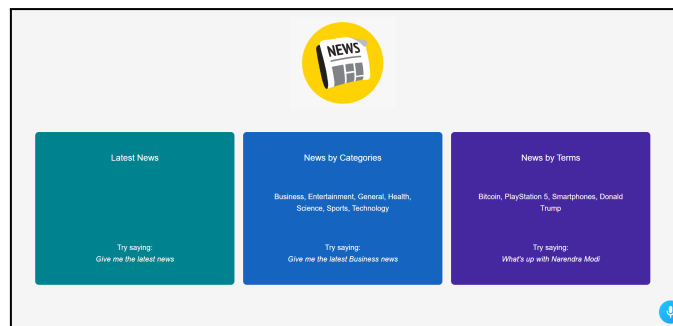 NEWS
Latest News
Try saying:
Give me the latest news
News by Categories
Business, Entertainment, General, Health,
Science, Sports, Technology
Try saying:
Give me the latest Business news
News by Terms
Bitcoin, PlayStation 5, Smartphones, Donald
Trump
Try saying:
What's up with Narendra Modi